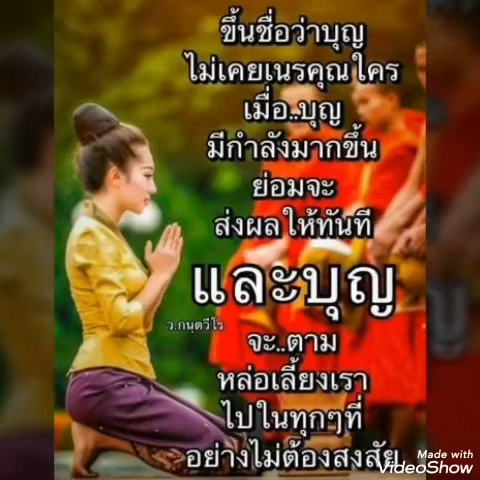 ขึ้นชื่อว่าบุญ
ไม่เคยเนรคุณใคร
เมื่อ..บุญ
มีกำลังมากขึ้น
ย่อมจะ
ส่งผลให้ทันที
และบุญ
ว.กนฺตวีโร
จะ..ตาม
หล่อเลี้ยงเรา
ไปในทุกๆที่
อย่างไม่ต้องสงสัย
Made with
VideoShow